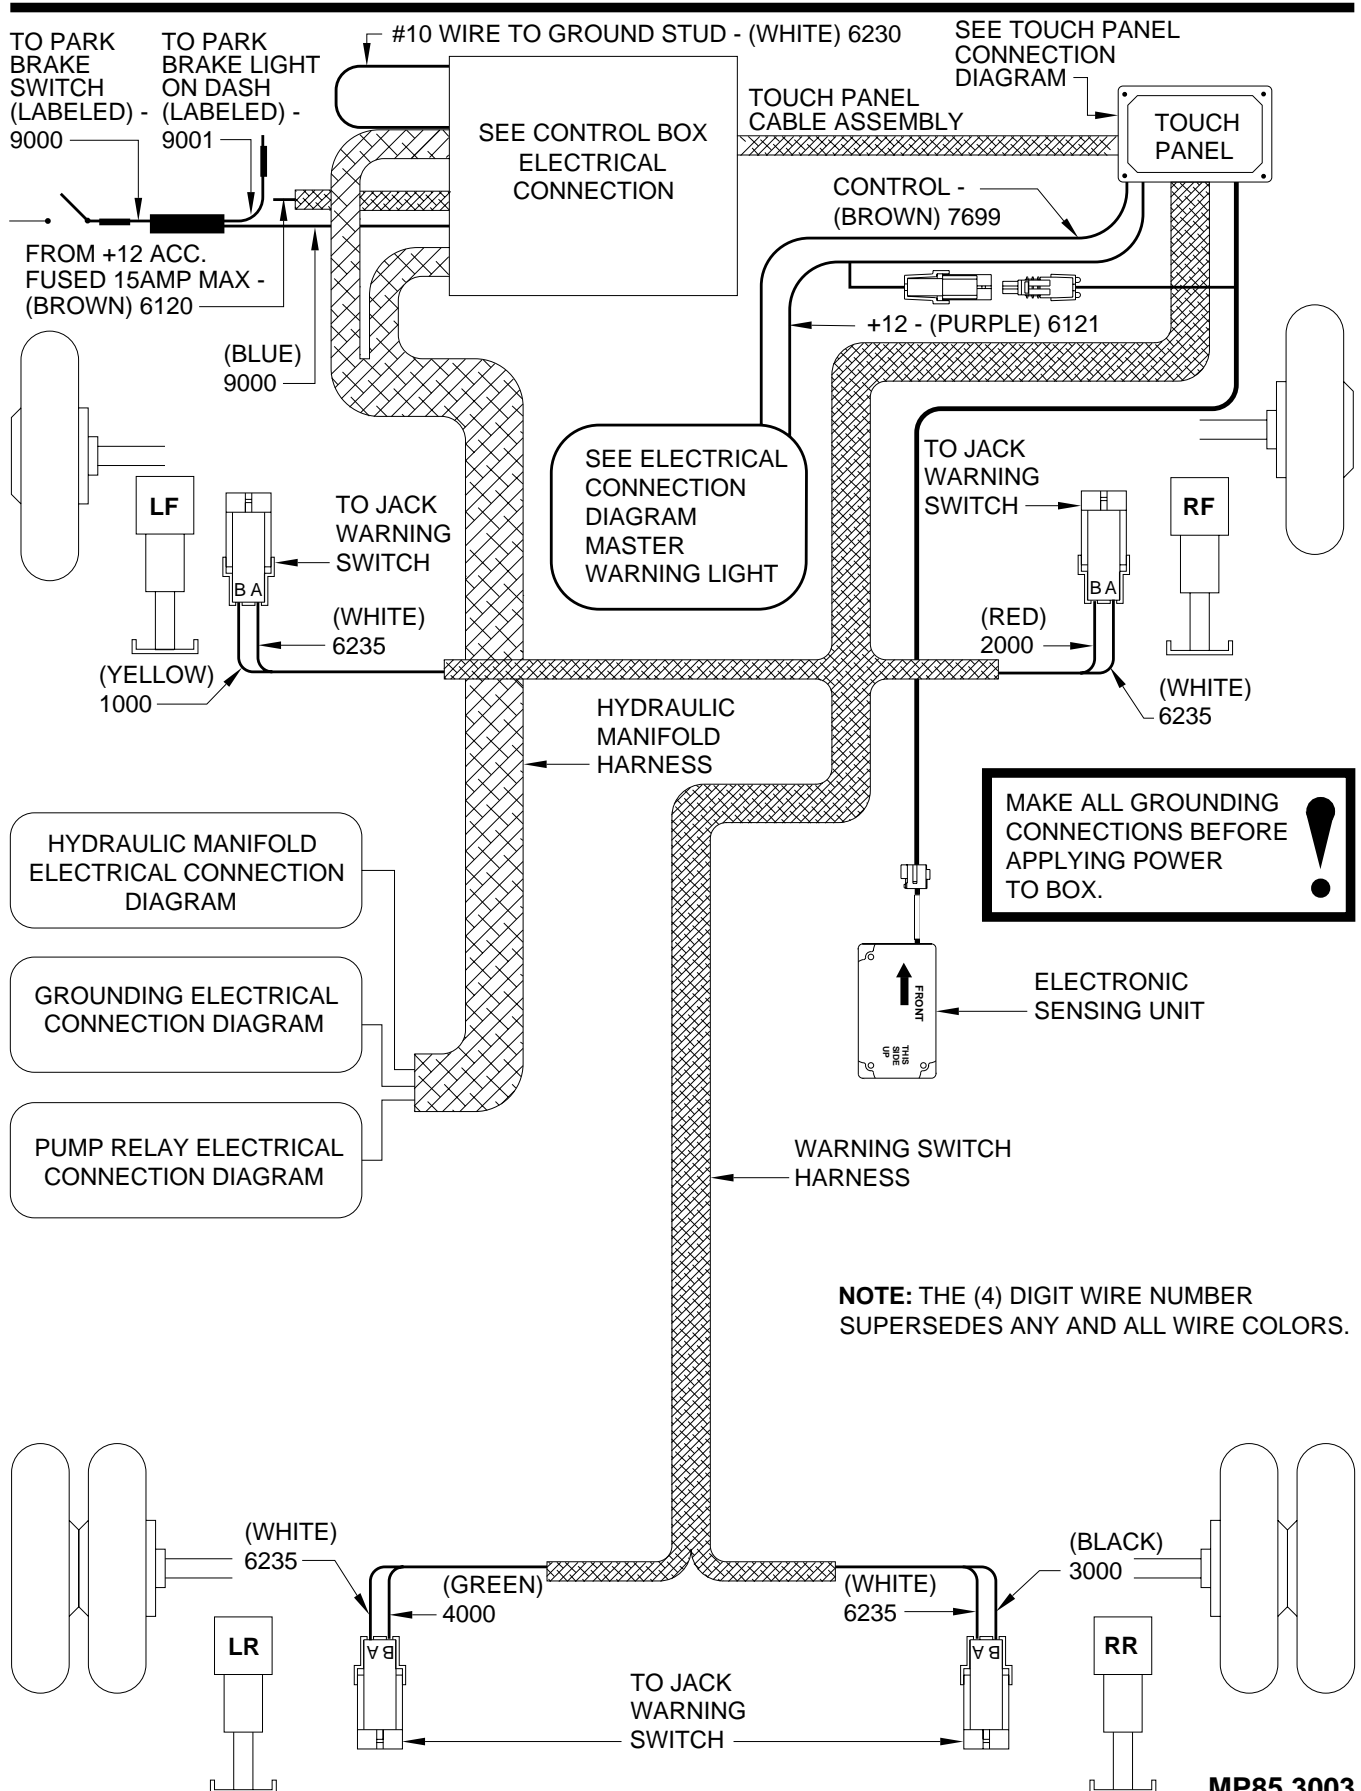 TO PARK
BRAKE
SWITCH
(LABELED) -
9000
TO PARK
BRAKE LIGHT
ON DASH
(LABELED) -
9001
#10 WIRE TO GROUND STUD - (WHITE) 6230
SEE TOUCH PANEL
CONNECTION
DIAGRAM
SEE CONTROL BOX
ELECTRICAL
CONNECTION
TOUCH PANEL
CABLE ASSEMBLY
TOUCH
PANEL
CONTROL -
(BROWN) 7699
FROM +12 ACC.
FUSED 15AMP MAX -
(BROWN) 6120
+12 - (PURPLE) 6121
(BLUE)
9000
SEE ELECTRICAL
CONNECTION
DIAGRAM
MASTER
WARNING LIGHT
TO JACK
WARNING
SWITCH
LF
TO JACK
WARNING
SWITCH
RF
B A
B A
(WHITE)
6235
(RED)
2000
(YELLOW)
1000
(WHITE)
6235
HYDRAULIC
MANIFOLD
HARNESS
MAKE ALL GROUNDING
CONNECTIONS BEFORE
APPLYING POWER
TO BOX.
!
HYDRAULIC MANIFOLD
ELECTRICAL CONNECTION
DIAGRAM
GROUNDING ELECTRICAL
CONNECTION DIAGRAM
FRONT
THIS
SIDE
UP
ELECTRONIC
SENSING UNIT
PUMP RELAY ELECTRICAL
CONNECTION DIAGRAM
WARNING SWITCH
HARNESS
NOTE: THE (4) DIGIT WIRE NUMBER
SUPERSEDES ANY AND ALL WIRE COLORS.
(WHITE)
6235
(GREEN)
4000
(WHITE)
6235
(BLACK)
3000
LR
B A
B A
RR
TO JACK
WARNING
SWITCH
MP85.3003